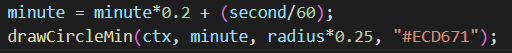 minute = minute*0.2 + (second/60);
drawCircleMin(ctx, minute, radius*0.25, "#ECD671");